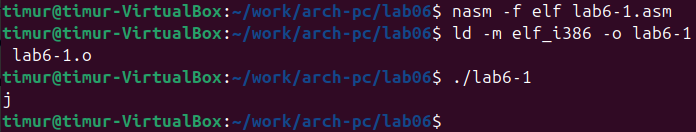 timur@timur-VirtualBox:~/work/arch-pc/lab06$ nasm -f elf lab6-1.asm
timur@timur-VirtualBox:~/work/arch-pc/lab06$ ld -m elf_i386 -o lab6-1
 lab6-1.o
timur@timur-VirtualBox:~/work/arch-pc/lab06$ ./lab6-1
j
timur@timur-VirtualBox:~/work/arch-pc/lab06$